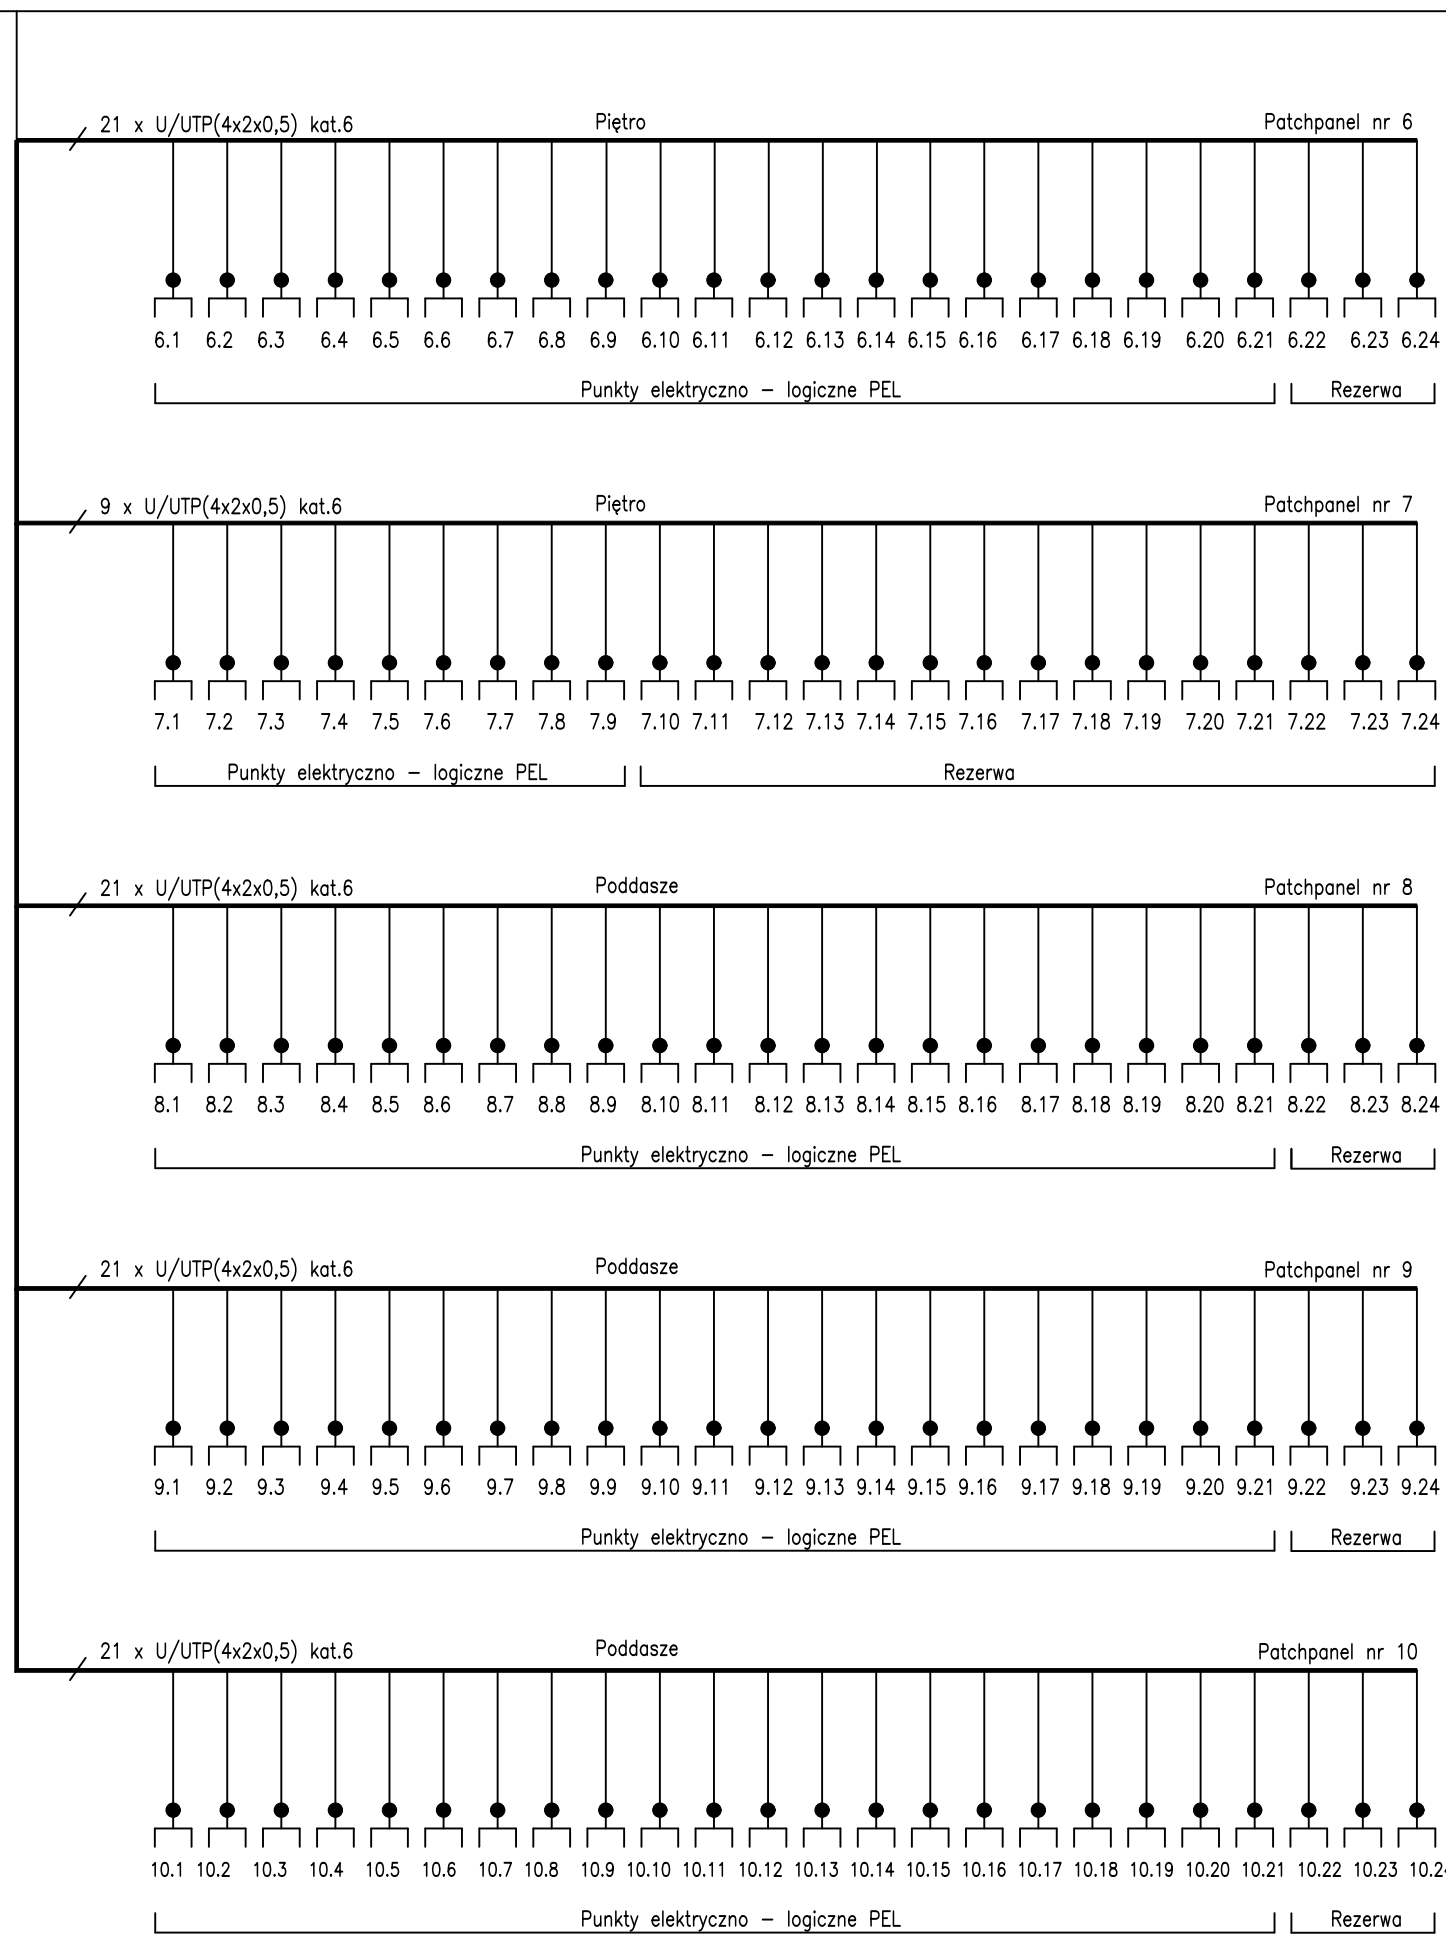 21 x U/UTP(4x2x0,5) kat.6 Piętro Patchpanel nr 6
6.1 6.2 6.3 6.4 6.5 6.6 6.7 6.8 6.9 6.10 6.11 6.12 6.13 6.14 6.15 6.16 6.17 6.18 6.19 6.20 6.21 6.22 6.23 6.24
Punkty elektryczno – logiczne PEL Rezerwa
9 x U/UTP(4x2x0,5) kat.6 Piętro Patchpanel nr 7
7.1 7.2 7.3 7.4 7.5 7.6 7.7 7.8 7.9 7.10 7.11 7.12 7.13 7.14 7.15 7.16 7.17 7.18 7.19 7.20 7.21 7.22 7.23 7.24
Punkty elektryczno – logiczne PEL Rezerwa
21 x U/UTP(4x2x0,5) kat.6 Poddasze Patchpanel nr 8
8.1 8.2 8.3 8.4 8.5 8.6 8.7 8.8 8.9 8.10 8.11 8.12 8.13 8.14 8.15 8.16 8.17 8.18 8.19 8.20 8.21 8.22 8.23 8.24
Punkty elektryczno – logiczne PEL Rezerwa
21 x U/UTP(4x2x0,5) kat.6 Poddasze Patchpanel nr 9
9.1 9.2 9.3 9.4 9.5 9.6 9.7 9.8 9.9 9.10 9.11 9.12 9.13 9.14 9.15 9.16 9.17 9.18 9.19 9.20 9.21 9.22 9.23 9.24
Punkty elektryczno – logiczne PEL Rezerwa
21 x U/UTP(4x2x0,5) kat.6 Poddasze Patchpanel nr 10
10.1 10.2 10.3 10.4 10.5 10.6 10.7 10.8 10.9 10.10 10.11 10.12 10.13 10.14 10.15 10.16 10.17 10.18 10.19 10.20 10.21 10.22 10.23 10.24
Punkty elektryczno – logiczne PEL Rezerwa